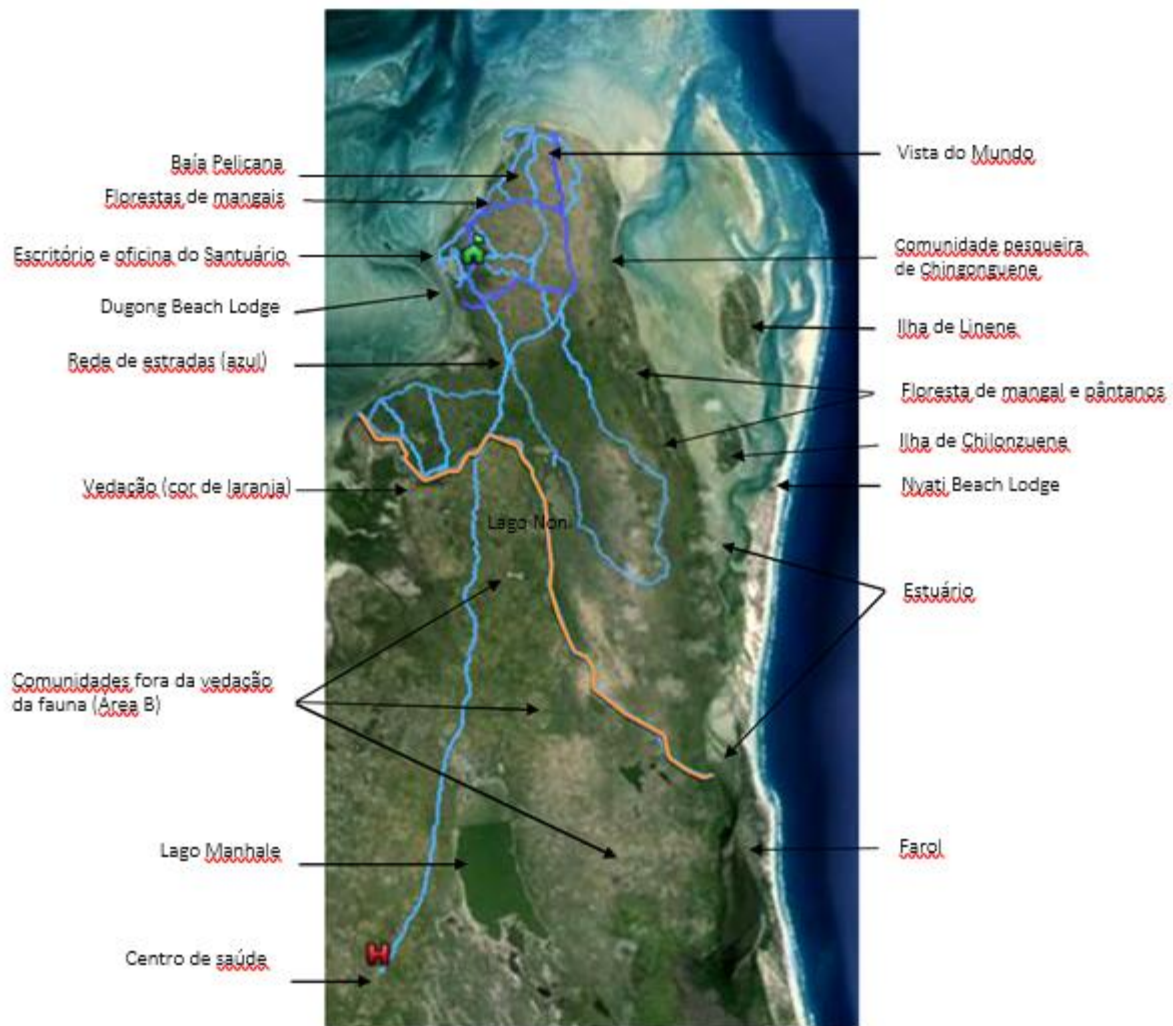 Baía Pelicana
Florestas de mangais
Escritório e oficina do Santuário
Dugong Beach Lodge
Rede de estradas (azul)
Vedação (cor de laranja)
Comunidades fora da vedação
da fauna (Área B)
Lago Manhale
Centro de saúde
Lago Noni
H
Vista do Mundo
Comunidade pesqueira
de Chingonguene
Ilha de Linene
Floresta de mangal e pântanos
Ilha de Chilonzuene
Nyati Beach Lodge
Estuário
Farol